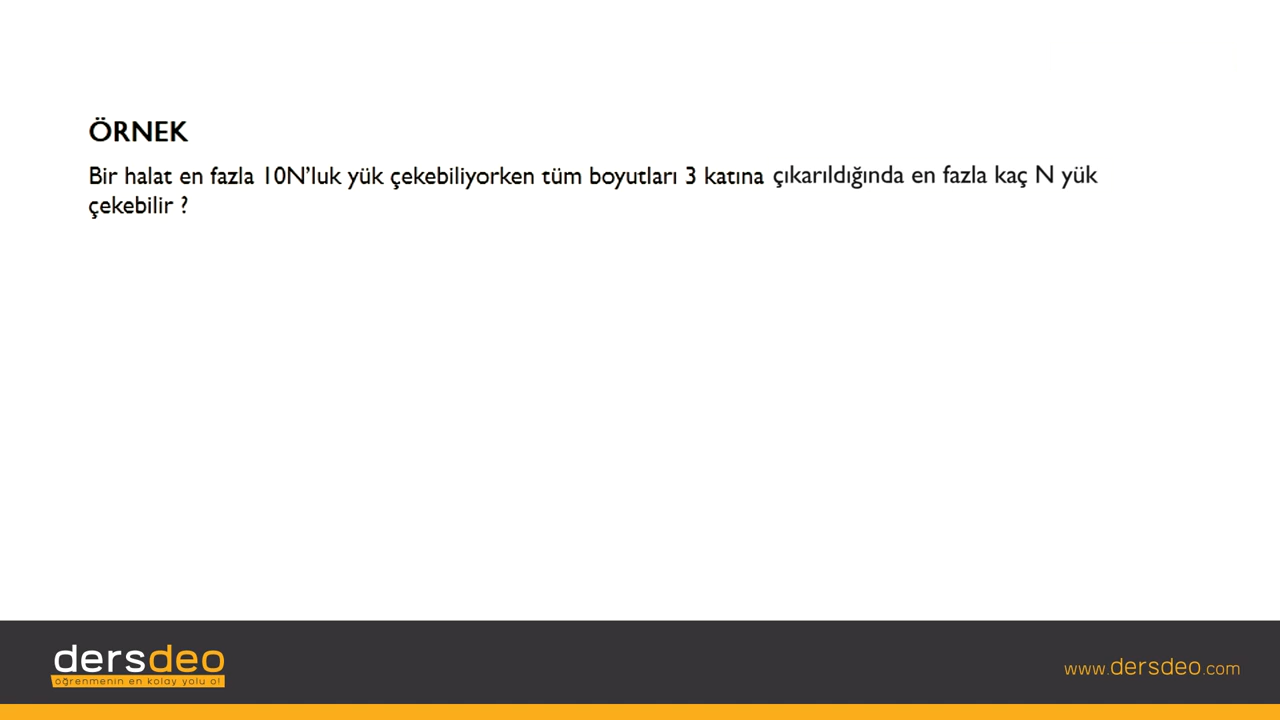 ÖRNEK
Bir halat en fazla 10N’luk yük çekebiliyorken tüm boyutları 3 katına çıkarıldığında en fazla kaç N yük
çekebilir ?
dersdeo
öğrenmenin en kolay yolu o!
www.dersdeo.com